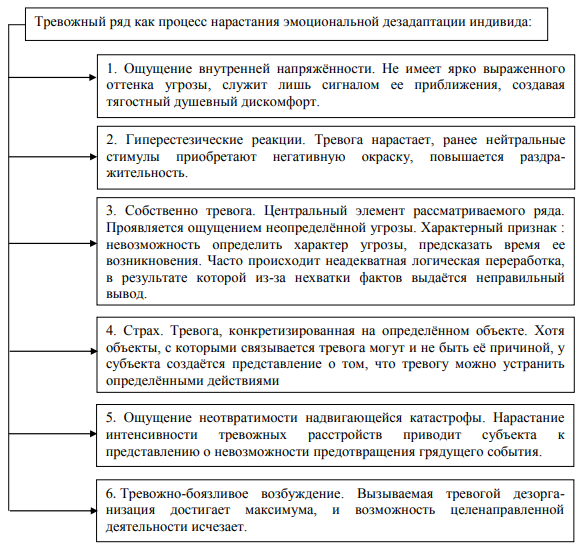 Тревожный ряд как процесс нарастания эмоциональной дезадаптации индивида:
1. Ощущение внутренней напряжённости. Не имеет ярко выраженного
оттенка угрозы, служит лишь сигналом ее приближения, создавая
тягостный душевный дискомфорт.
2. Гиперестезические реакции. Тревога нарастает, ранее нейтральные
стимулы приобретают негативную окраску, повышается раздра-
жительность.
3. Собственно тревога. Центральный элемент рассматриваемого ряда.
Проявляется ощущением неопределённой угрозы. Характерный признак :
невозможность определить характер угрозы, предсказать время ее
возникновения. Часто происходит неадекватная логическая переработка,
в результате которой из-за нехватки фактов выдаётся неправильный
вывод.
4. Страх. Тревога, конкретизированная на определённом объекте. Хотя
объекты, с которыми связывается тревога могут и не быть её причиной, у
субъекта создаётся представление о том, что тревогу можно устранить
определёнными действиями
5. Ощущение неотвратимости надвигающейся катастрофы. Нарастание
интенсивности тревожных расстройств приводит субъекта к
представлению о невозможности предотвращения грядущего события.
6. Тревожно-боязливое возбуждение. Вызываемая тревогой дезорга-
низация достигает максимума, и возможность целенаправленной
деятельности исчезает.